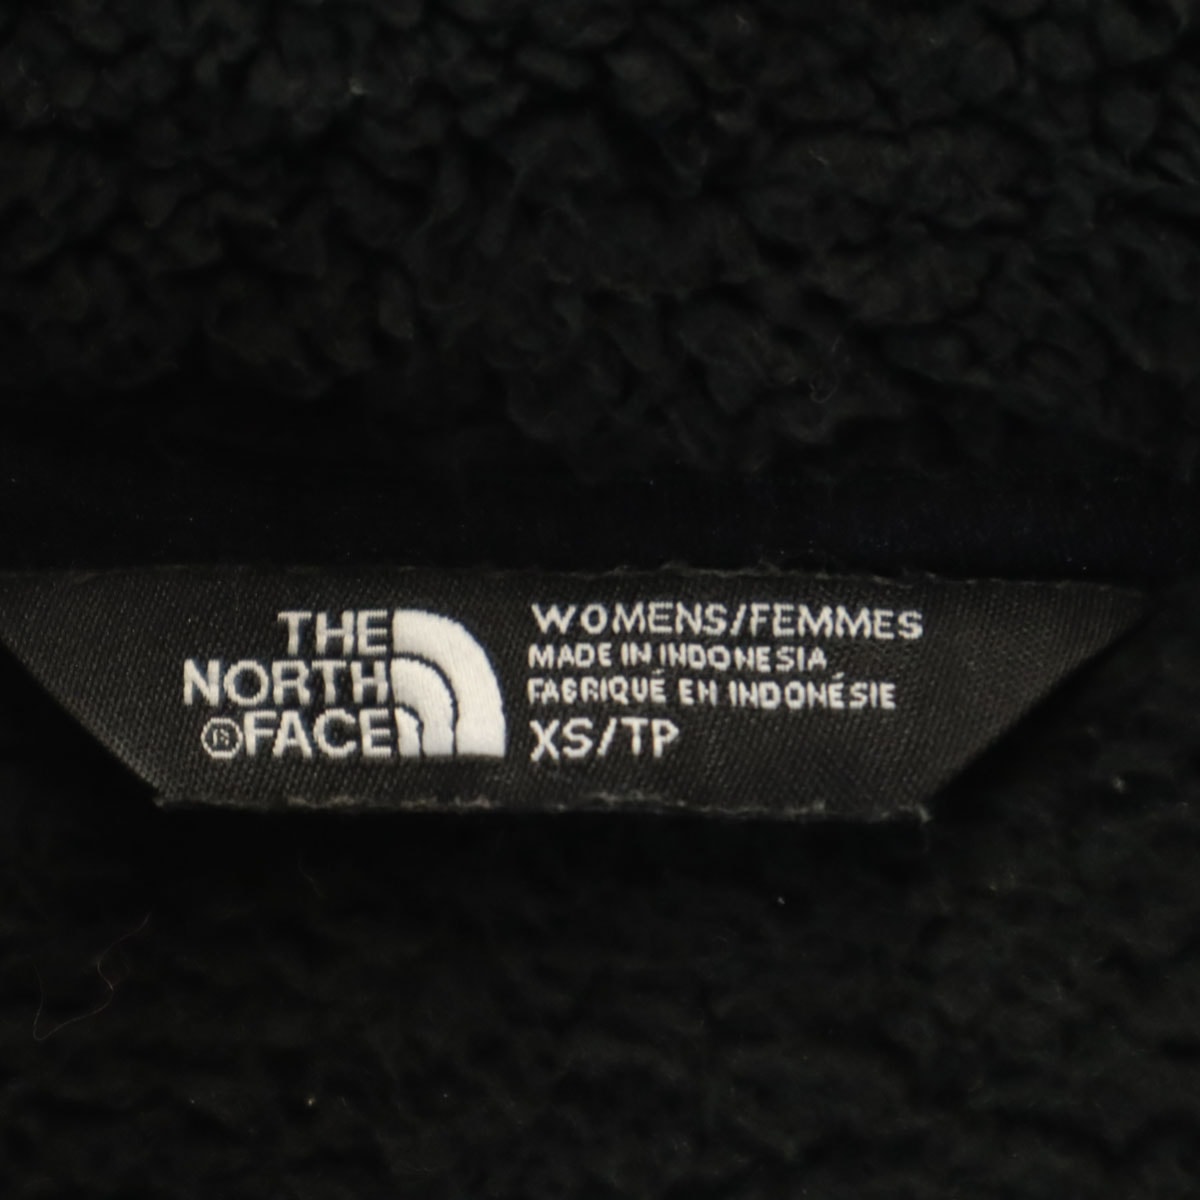 THE
NORTH
®FACE
WOMENS/FEMMES
MADE IN INDONESIA
FABRIQUÉ EN INDONÉSIE
XS/TP